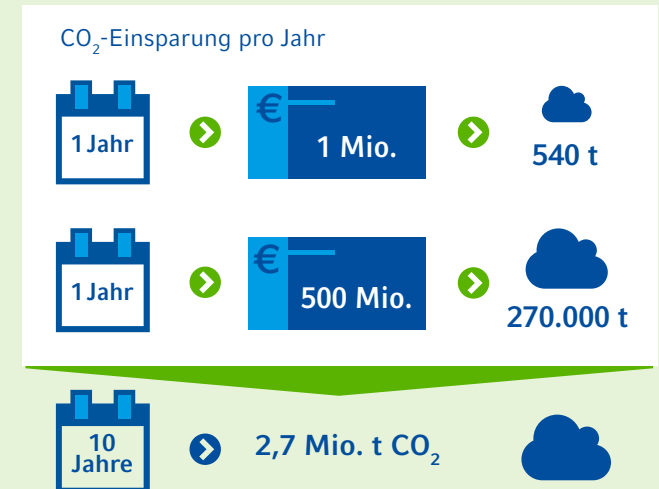 CO₂-Einsparung pro Jahr
1 Jahr
€
1 Mio.
540 t
1 Jahr
€
500 Mio.
270.000 t
10
Jahre
2,7 Mio. t CO₂